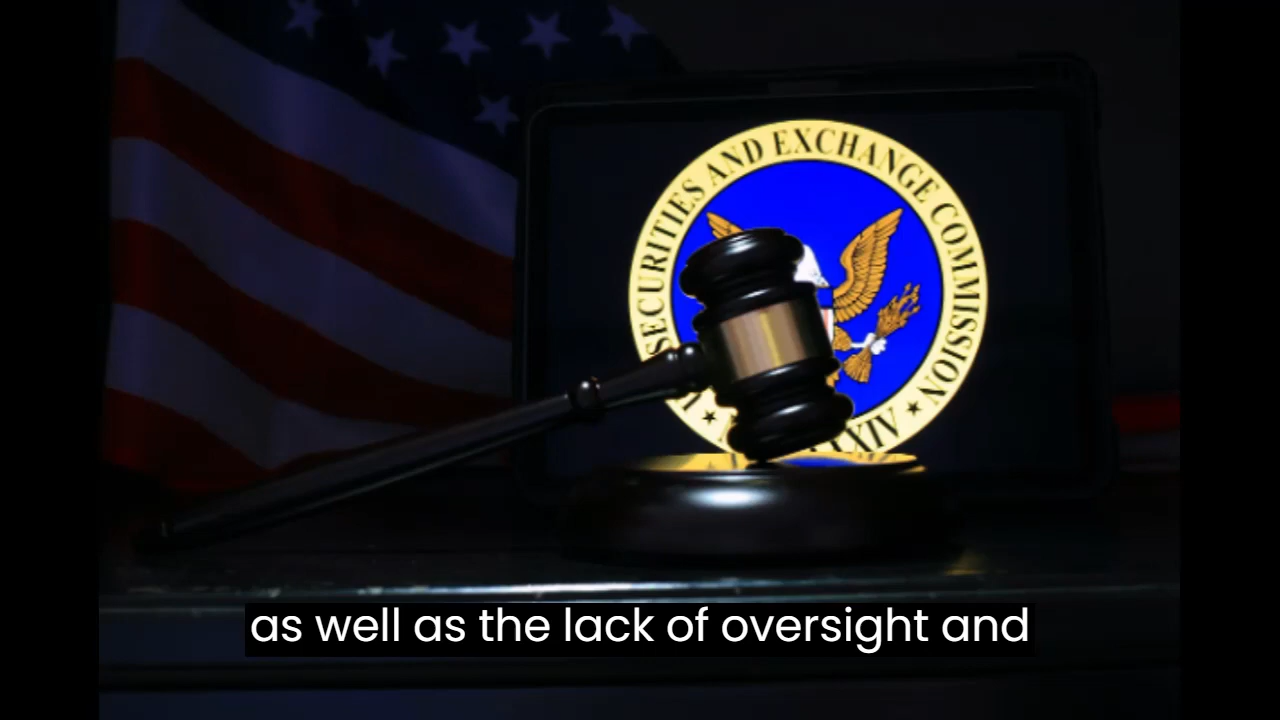 SECURITIES AND EXCHANGE COMMISSION
as well as the lack of oversight and